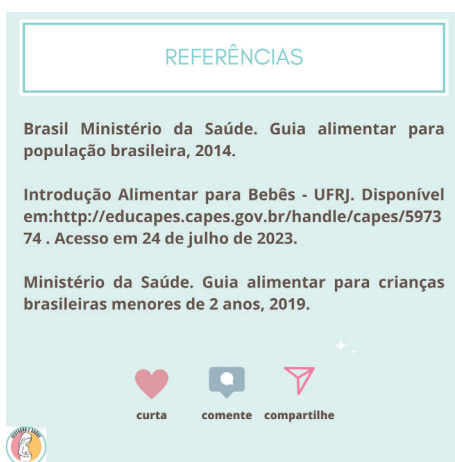 REFERÊNCIAS
Brasil Ministério da Saúde. Guia alimentar para
população brasileira, 2014.
Introdução Alimentar para Bebês - UFRJ. Disponível
em:http://educapes.capes.gov.br/handle/capes/5973
74 . Acesso em 24 de julho de 2023.
Ministério da Saúde. Guia alimentar para crianças
brasileiras menores de 2 anos, 2019.
curta comente compartilhe